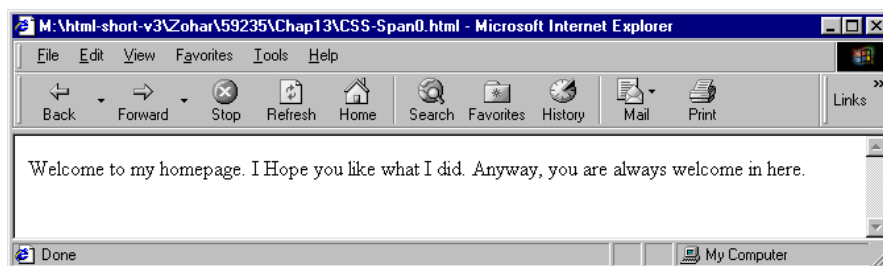 M:\html-short-v3\Zohar\59235\Chap13\CSS-Span0.html - Microsoft Internet Explorer
File Edit View Favorites Tools Help
Back Forward Stop Refresh Home Search Favorites History Mail Print Links »
Welcome to my homepage. I Hope you like what I did. Anyway, you are always welcome in here.
Done My Computer